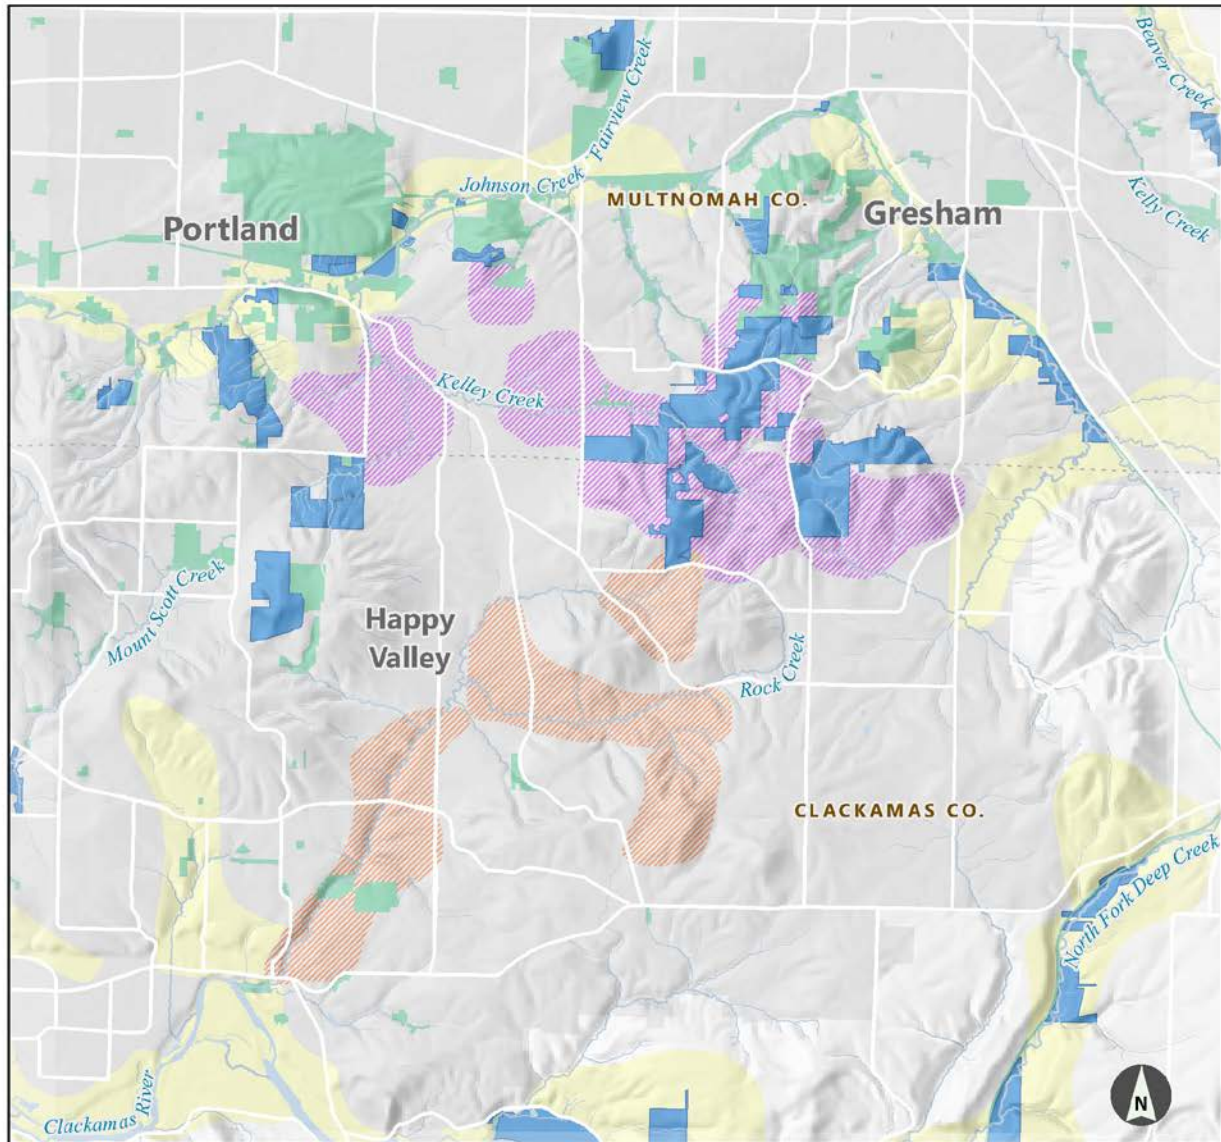 Beaver Creek
Fairview Creek
Johnson Creek
MULTNOMAH CO.
Kelly Creek
Portland
Gresham
Kelley Creek
Mount Scott Creek
Happy
Valley
Rock Creek
CLACKAMAS CO.
North Fork Deep Creek
Clackamas River
N